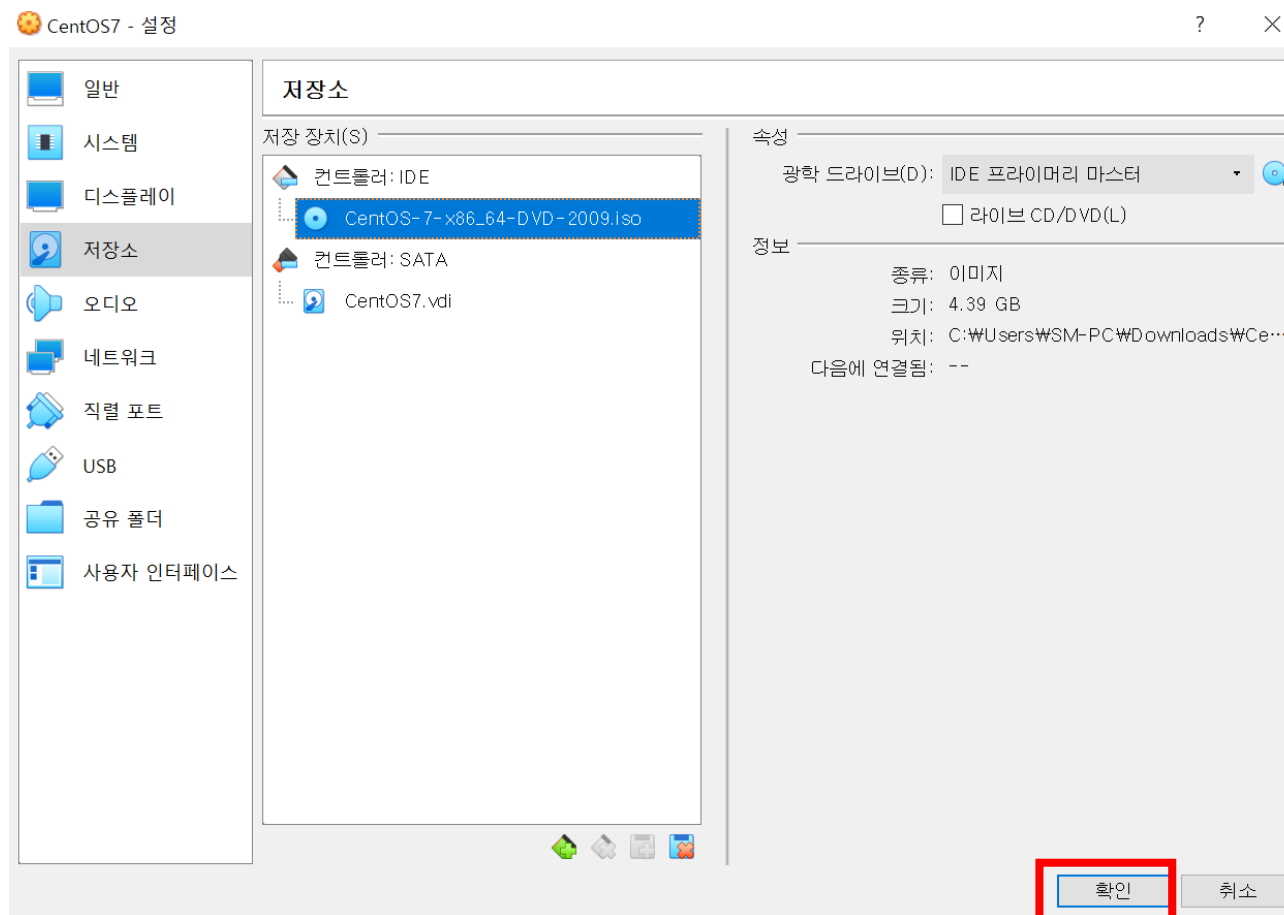 CentOS7 - 설정
?
일반
시스템
디스플레이
저장소
오디오
네트워크
직렬 포트
USB
공유 폴더
사용자 인터페이스
저장소
저장 장치(S)
컨트롤러: IDE
CentOS-7-x86_64-DVD-2009.iso
컨트롤러: SATA
CentOS7.vdi
속성
광학 드라이브(D): IDE 프라이머리 마스터
라이브 CD/DVD(L)
정보
종류: 이미지
크기: 4.39 GB
위치: C:₩Users₩SM-PC₩Downloads₩Ce…
다음에 연결됨: --
확인 취소